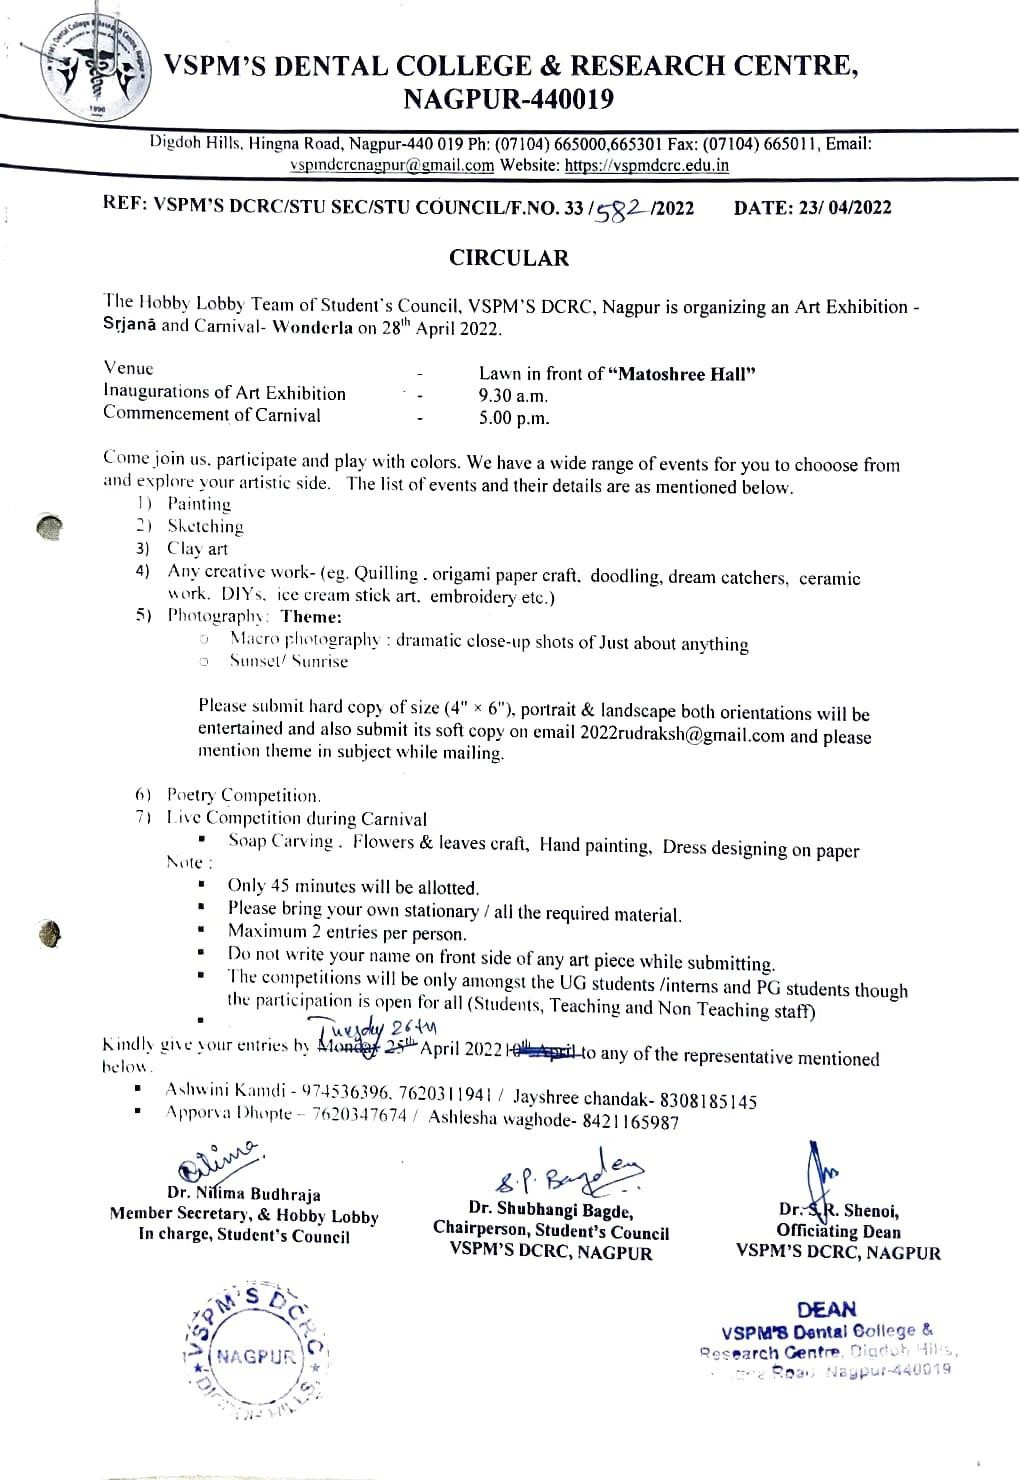 VSPM'S DENTAL COLLEGE & RESEARCH CENTRE,
NAGPUR-440019
1996
Digdoh Hills, Hingna Road, Nagpur-440 019 Ph: (07104) 665000,665301 Fax: (07104) 665011, Email:
vspmdcrcnagpur@gmail.com Website: https://vspmdcrc.edu.in
REF: VSPM'S DCRC/STU SEC/STU COUNCIL/F.NO. 33 /582 /2022 DATE: 23/ 04/2022
CIRCULAR
The Hobby Lobby Team of Student's Council, VSPM'S DCRC, Nagpur is organizing an Art Exhibition -
Srjanā and Carnival- Wonderla on 28th April 2022.
Venue - Lawn in front of "Matoshree Hall"
Inaugurations of Art Exhibition - 9.30 a.m.
Commencement of Carnival - 5.00 p.m.
Come join us, participate and play with colors. We have a wide range of events for you to chooose from
and explore your artistic side. The list of events and their details are as mentioned below.
1) Painting
2) Sketching
3) Clay art
4) Any creative work- (eg. Quilling . origami paper craft, doodling, dream catchers, ceramic
work. DIYs, ice cream stick art, embroidery etc.)
5) Photography: Theme:
○ Macro photography : dramatic close-up shots of Just about anything
○ Sunset/ Sunrise
Please submit hard copy of size (4" × 6"), portrait & landscape both orientations will be
entertained and also submit its soft copy on email 2022rudraksh@gmail.com and please
mention theme in subject while mailing.
6) Poetry Competition.
7) Live Competition during Carnival
▪ Soap Carving . Flowers & leaves craft, Hand painting, Dress designing on paper
Note :
▪ Only 45 minutes will be allotted.
▪ Please bring your own stationary / all the required material.
▪ Maximum 2 entries per person.
▪ Do not write your name on front side of any art piece while submitting.
▪ The competitions will be only amongst the UG students /interns and PG students though
the participation is open for all (Students, Teaching and Non Teaching staff)
▪
Tuesday 26th
Kindly give your entries by Monday 25th April 2022 10th April to any of the representative mentioned
below.
▪ Ashwini Kamdi - 974536396, 7620311941 / Jayshree chandak- 8308185145
▪ Apporva Dhopte – 7620347674 / Ashlesha waghode- 8421165987
Nilima
S.P. Bagdey
Dr. Nilima Budhraja
Member Secretary, & Hobby Lobby
In charge, Student's Council
Dr. Shubhangi Bagde,
Chairperson, Student's Council
VSPM'S DCRC, NAGPUR
Dr. S.R. Shenoi,
Officiating Dean
VSPM'S DCRC, NAGPUR
VSPM'S DCRC
NAGPUR
DIGDOH HILLS
DEAN
VSPM'S Dental College &
Research Centre, Digdoh Hills,
Road Nagpur-440019